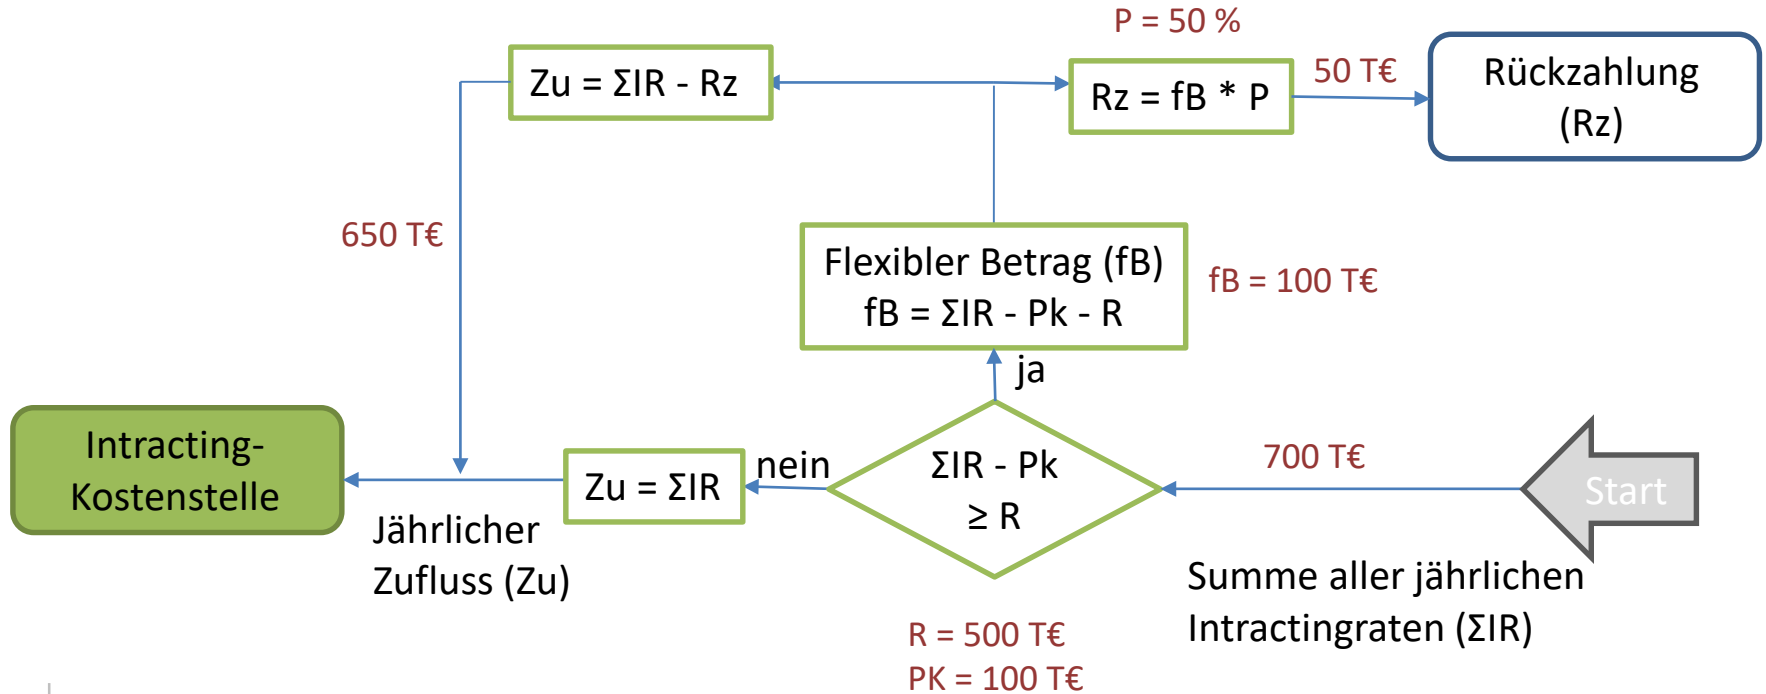 P = 50 %
Zu = ΣIR - Rz
Rz = fB * P
50 T€
Rückzahlung
(Rz)
650 T€
Flexibler Betrag (fB)
fB = ΣIR - Pk - R
fB = 100 T€
ja
Intracting-
Kostenstelle
Zu = ΣIR
nein
ΣIR - Pk
≥ R
700 T€
Start
Jährlicher
Zufluss (Zu)
Summe aller jährlichen
Intractingraten (ΣIR)
R = 500 T€
PK = 100 T€